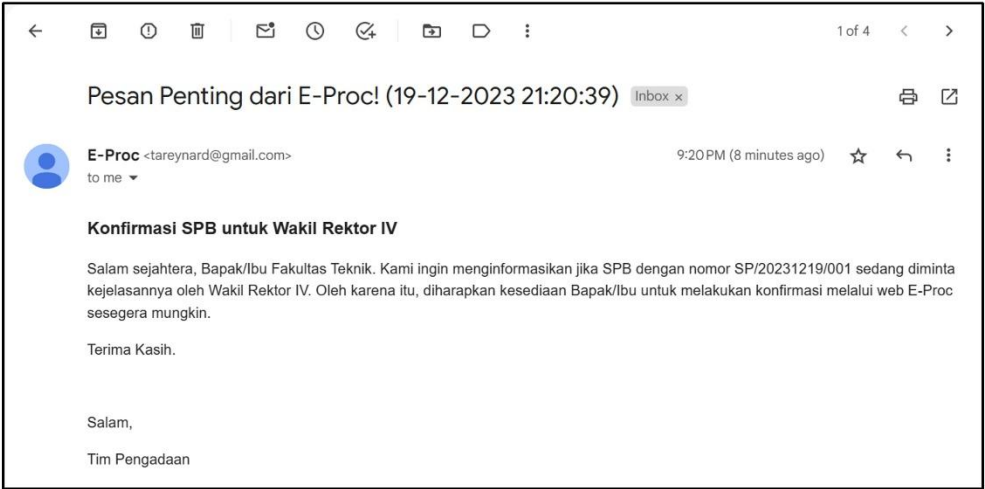 1 of 4
Pesan Penting dari E-Proc! (19-12-2023 21:20:39) Inbox x
E-Proc <tareynard@gmail.com> 9:20 PM (8 minutes ago)
to me
Konfirmasi SPB untuk Wakil Rektor IV
Salam sejahtera, Bapak/Ibu Fakultas Teknik. Kami ingin menginformasikan jika SPB dengan nomor SP/20231219/001 sedang diminta
kejelasannya oleh Wakil Rektor IV. Oleh karena itu, diharapkan kesediaan Bapak/Ibu untuk melakukan konfirmasi melalui web E-Proc
sesegera mungkin.
Terima Kasih.
Salam,
Tim Pengadaan